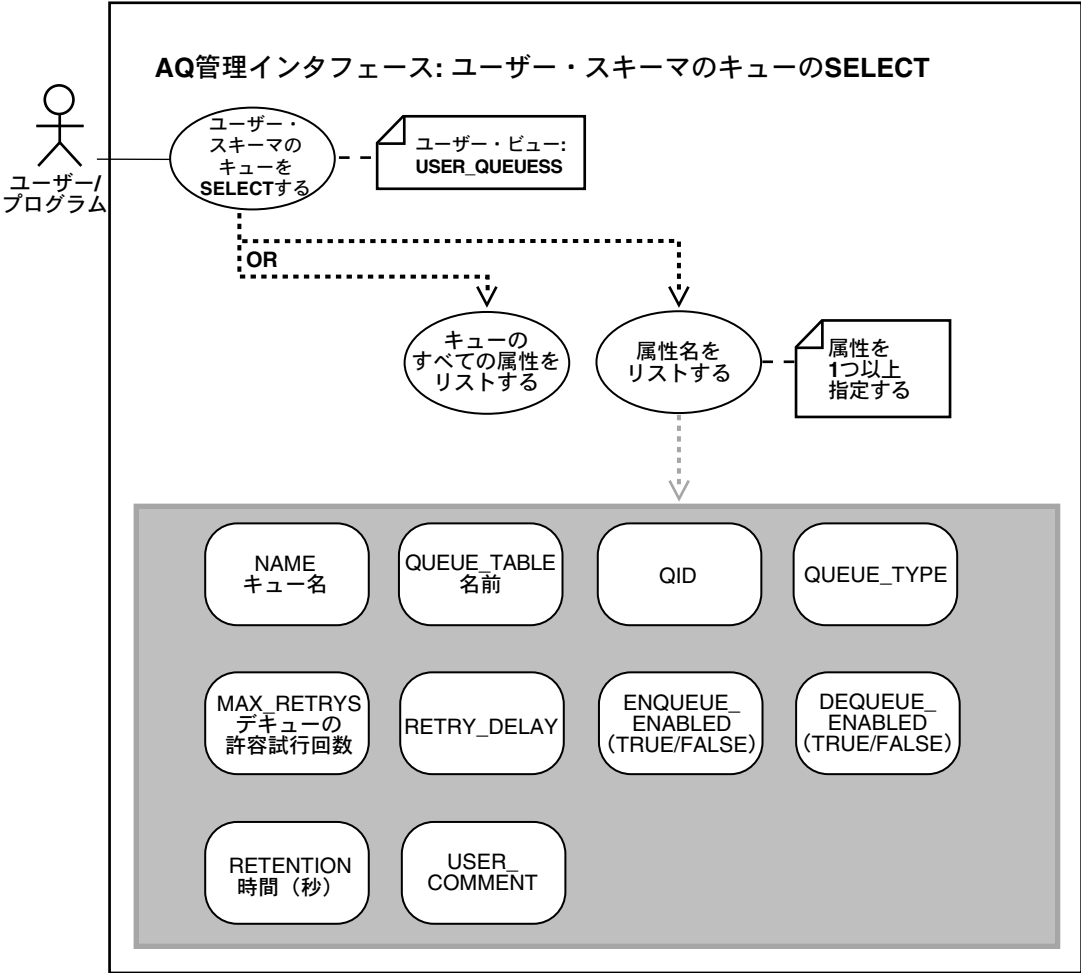 AQ管理インタフェース: ユーザー・スキーマのキューのSELECT
ユーザー/
プログラム
ユーザー・
スキーマの
キューを
SELECTする
ユーザー・ビュー:
USER_QUEUESS
OR
キューの
すべての属性を
リストする
属性名を
リストする
属性を
1つ以上
指定する
NAME
キュー名
QUEUE_TABLE
名前
QID
QUEUE_TYPE
MAX_RETRYS
デキューの
許容試行回数
RETRY_DELAY
ENQUEUE_
ENABLED
（TRUE/FALSE）
DEQUEUE_
ENABLED
（TRUE/FALSE）
RETENTION
時間（秒）
USER_
COMMENT